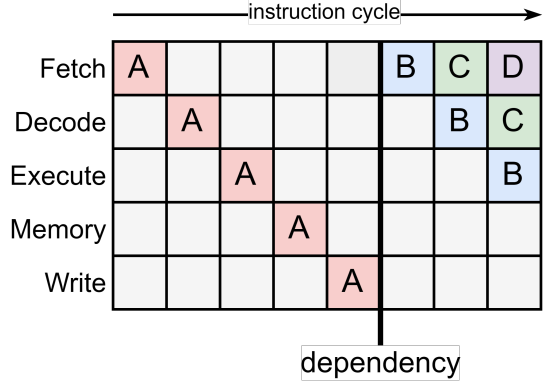 instruction cycle
Fetch A B C D
Decode A B C
Execute A B
Memory A
Write A
dependency